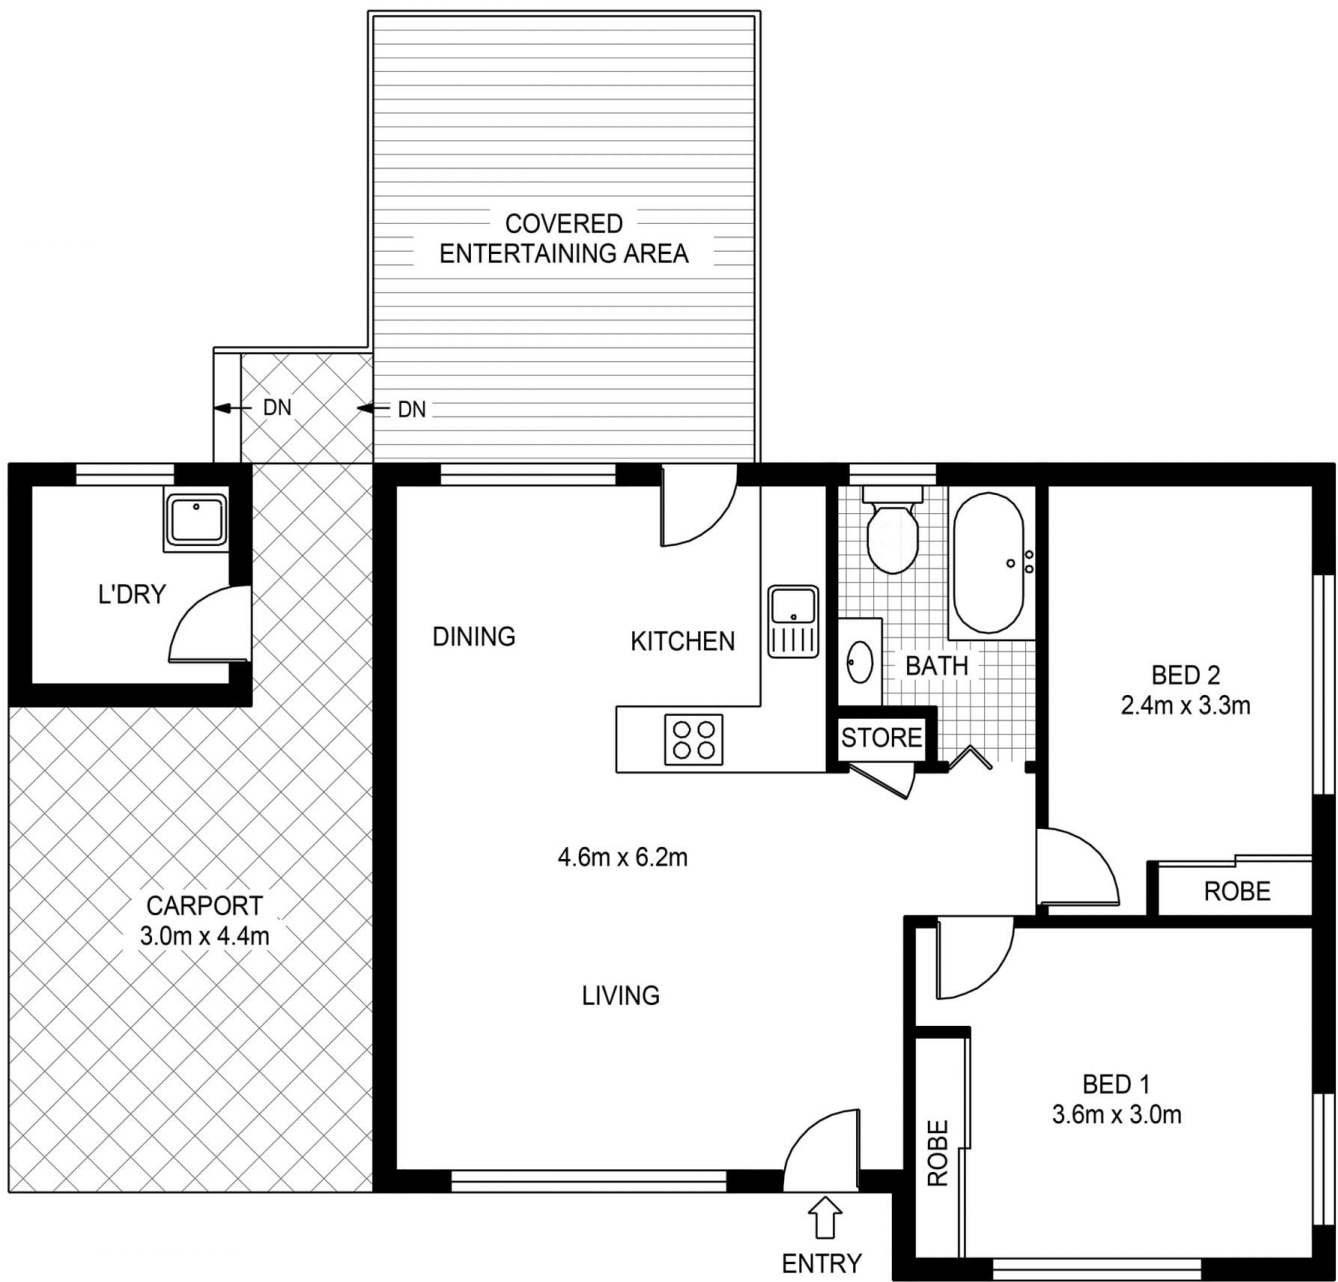 COVERED
ENTERTAINING AREA
DN
DN
L'DRY
DINING
KITCHEN
BATH
BED 2
2.4m x 3.3m
STORE
4.6m x 6.2m
ROBE
CARPORT
3.0m x 4.4m
LIVING
BED 1
3.6m x 3.0m
ROBE
ENTRY